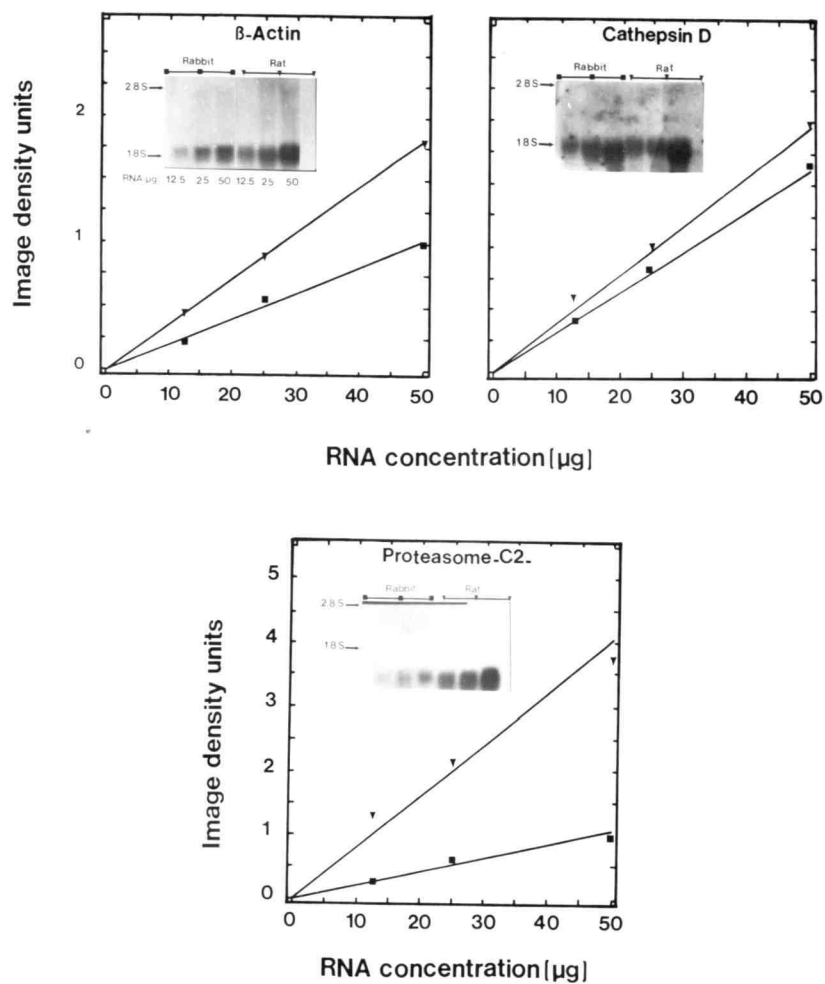 ß-Actin
Rabbit Rat
28S
18S
RNA µg 12.5 25 50 12.5 25 50
2
1
0
Image density units
0 10 20 30 40 50
Cathepsin D
Rabbit Rat
28S
18S
0 10 20 30 40 50
RNA concentration [µg]
Proteasome-C2-
Rabbit Rat
28S
18S
5
4
3
2
1
0
Image density units
0 10 20 30 40 50
RNA concentration [µg]